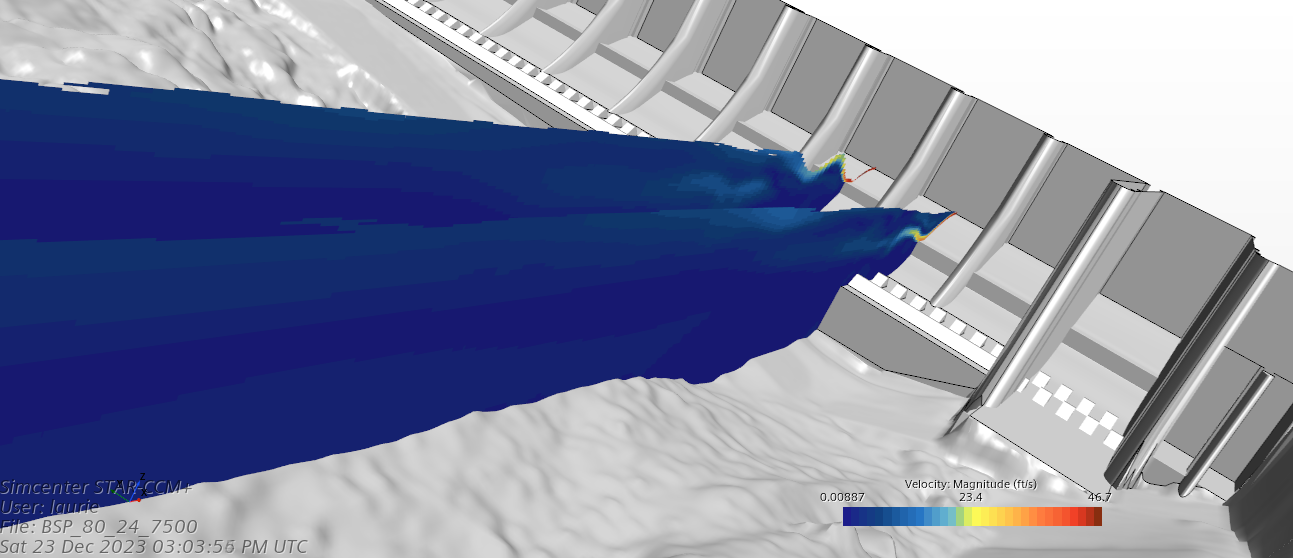 Z
Simcenter STAR-CCM+
User: laurie
File: BSP_80_24_7500
Sat 23 Dec 2023 03:03:56 PM UTC
Velocity: Magnitude (ft/s)
0.00887 23.4 46.7